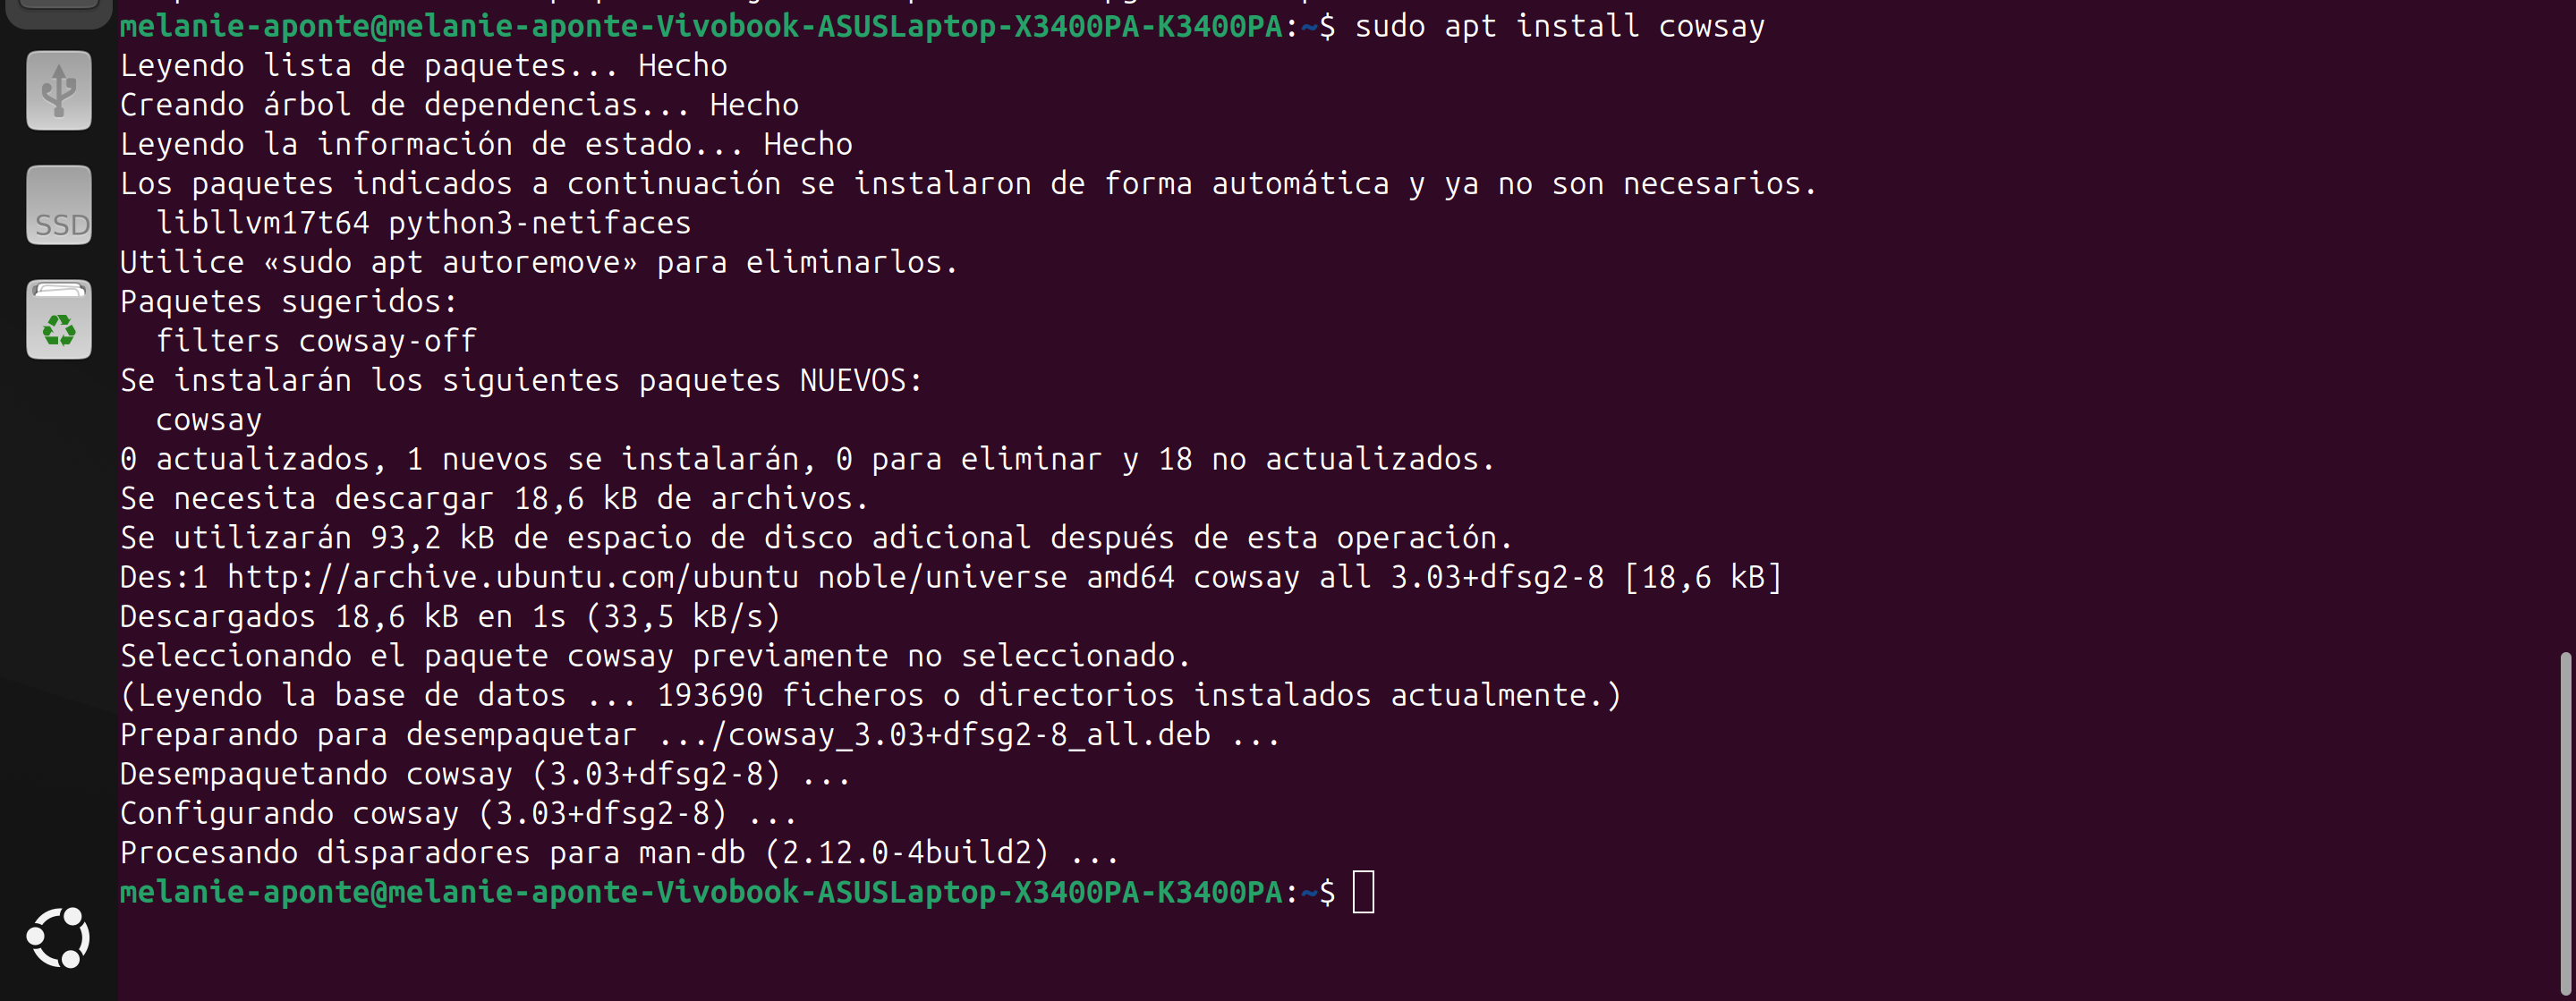 melanie-aponte@melanie-aponte-Vivobook-ASUSLaptop-X3400PA-K3400PA:~$ sudo apt install cowsay
Leyendo lista de paquetes... Hecho
Creando árbol de dependencias... Hecho
Leyendo la información de estado... Hecho
Los paquetes indicados a continuación se instalaron de forma automática y ya no son necesarios.
  libllvm17t64 python3-netifaces
Utilice «sudo apt autoremove» para eliminarlos.
Paquetes sugeridos:
  filters cowsay-off
Se instalarán los siguientes paquetes NUEVOS:
  cowsay
0 actualizados, 1 nuevos se instalarán, 0 para eliminar y 18 no actualizados.
Se necesita descargar 18,6 kB de archivos.
Se utilizarán 93,2 kB de espacio de disco adicional después de esta operación.
Des:1 http://archive.ubuntu.com/ubuntu noble/universe amd64 cowsay all 3.03+dfsg2-8 [18,6 kB]
Descargados 18,6 kB en 1s (33,5 kB/s)
Seleccionando el paquete cowsay previamente no seleccionado.
(Leyendo la base de datos ... 193690 ficheros o directorios instalados actualmente.)
Preparando para desempaquetar .../cowsay_3.03+dfsg2-8_all.deb ...
Desempaquetando cowsay (3.03+dfsg2-8) ...
Configurando cowsay (3.03+dfsg2-8) ...
Procesando disparadores para man-db (2.12.0-4build2) ...
melanie-aponte@melanie-aponte-Vivobook-ASUSLaptop-X3400PA-K3400PA:~$
SSD